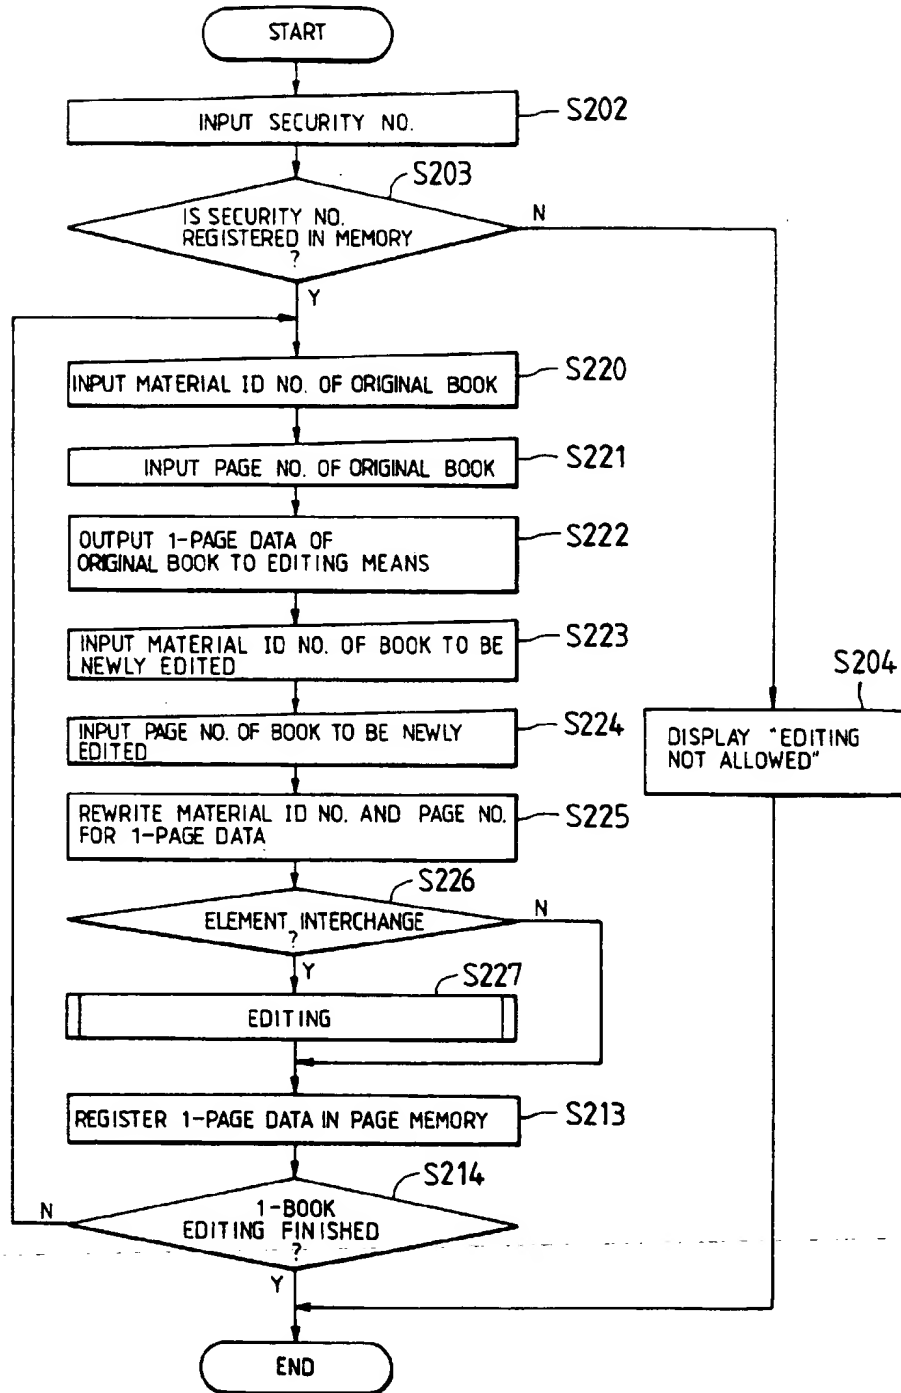 START
INPUT SECURITY NO.
S202
S203
IS SECURITY NO.
REGISTERED IN MEMORY
?
N
Y
INPUT MATERIAL ID NO. OF ORIGINAL BOOK
S220
INPUT PAGE NO. OF ORIGINAL BOOK
S221
OUTPUT 1-PAGE DATA OF
ORIGINAL BOOK TO EDITING MEANS
S222
INPUT MATERIAL ID NO. OF BOOK TO BE
NEWLY EDITED
S223
INPUT PAGE NO. OF BOOK TO BE NEWLY
EDITED
S224
S204
DISPLAY "EDITING
NOT ALLOWED"
REWRITE MATERIAL ID NO. AND PAGE NO.
FOR 1-PAGE DATA
S225
S226
ELEMENT INTERCHANGE
?
N
Y
S227
EDITING
REGISTER 1-PAGE DATA IN PAGE MEMORY
S213
S214
1-BOOK
EDITING FINISHED
?
N
Y
END